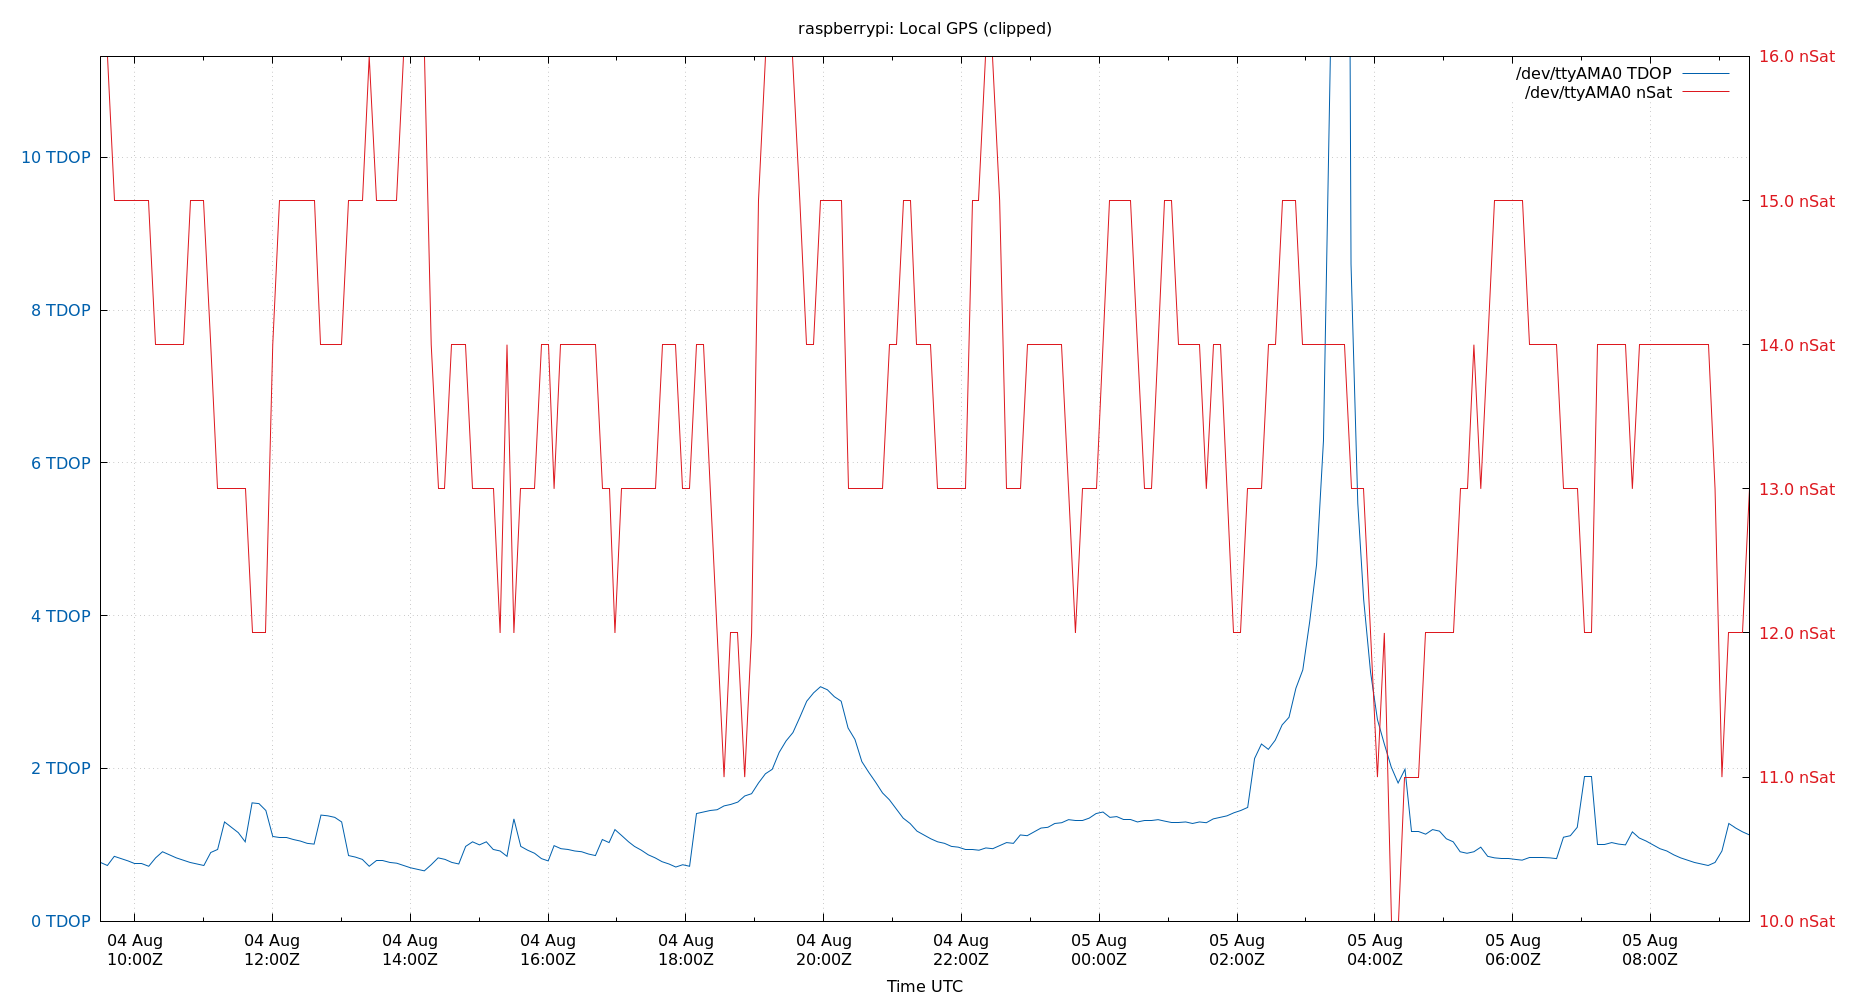 raspberrypi: Local GPS (clipped)
/dev/ttyAMA0 TDOP
/dev/ttyAMA0 nSat
10 TDOP
8 TDOP
6 TDOP
4 TDOP
2 TDOP
0 TDOP
16.0 nSat
15.0 nSat
14.0 nSat
13.0 nSat
12.0 nSat
11.0 nSat
10.0 nSat
04 Aug
10:00Z
04 Aug
12:00Z
04 Aug
14:00Z
04 Aug
16:00Z
04 Aug
18:00Z
04 Aug
20:00Z
04 Aug
22:00Z
05 Aug
00:00Z
05 Aug
02:00Z
05 Aug
04:00Z
05 Aug
06:00Z
05 Aug
08:00Z
Time UTC